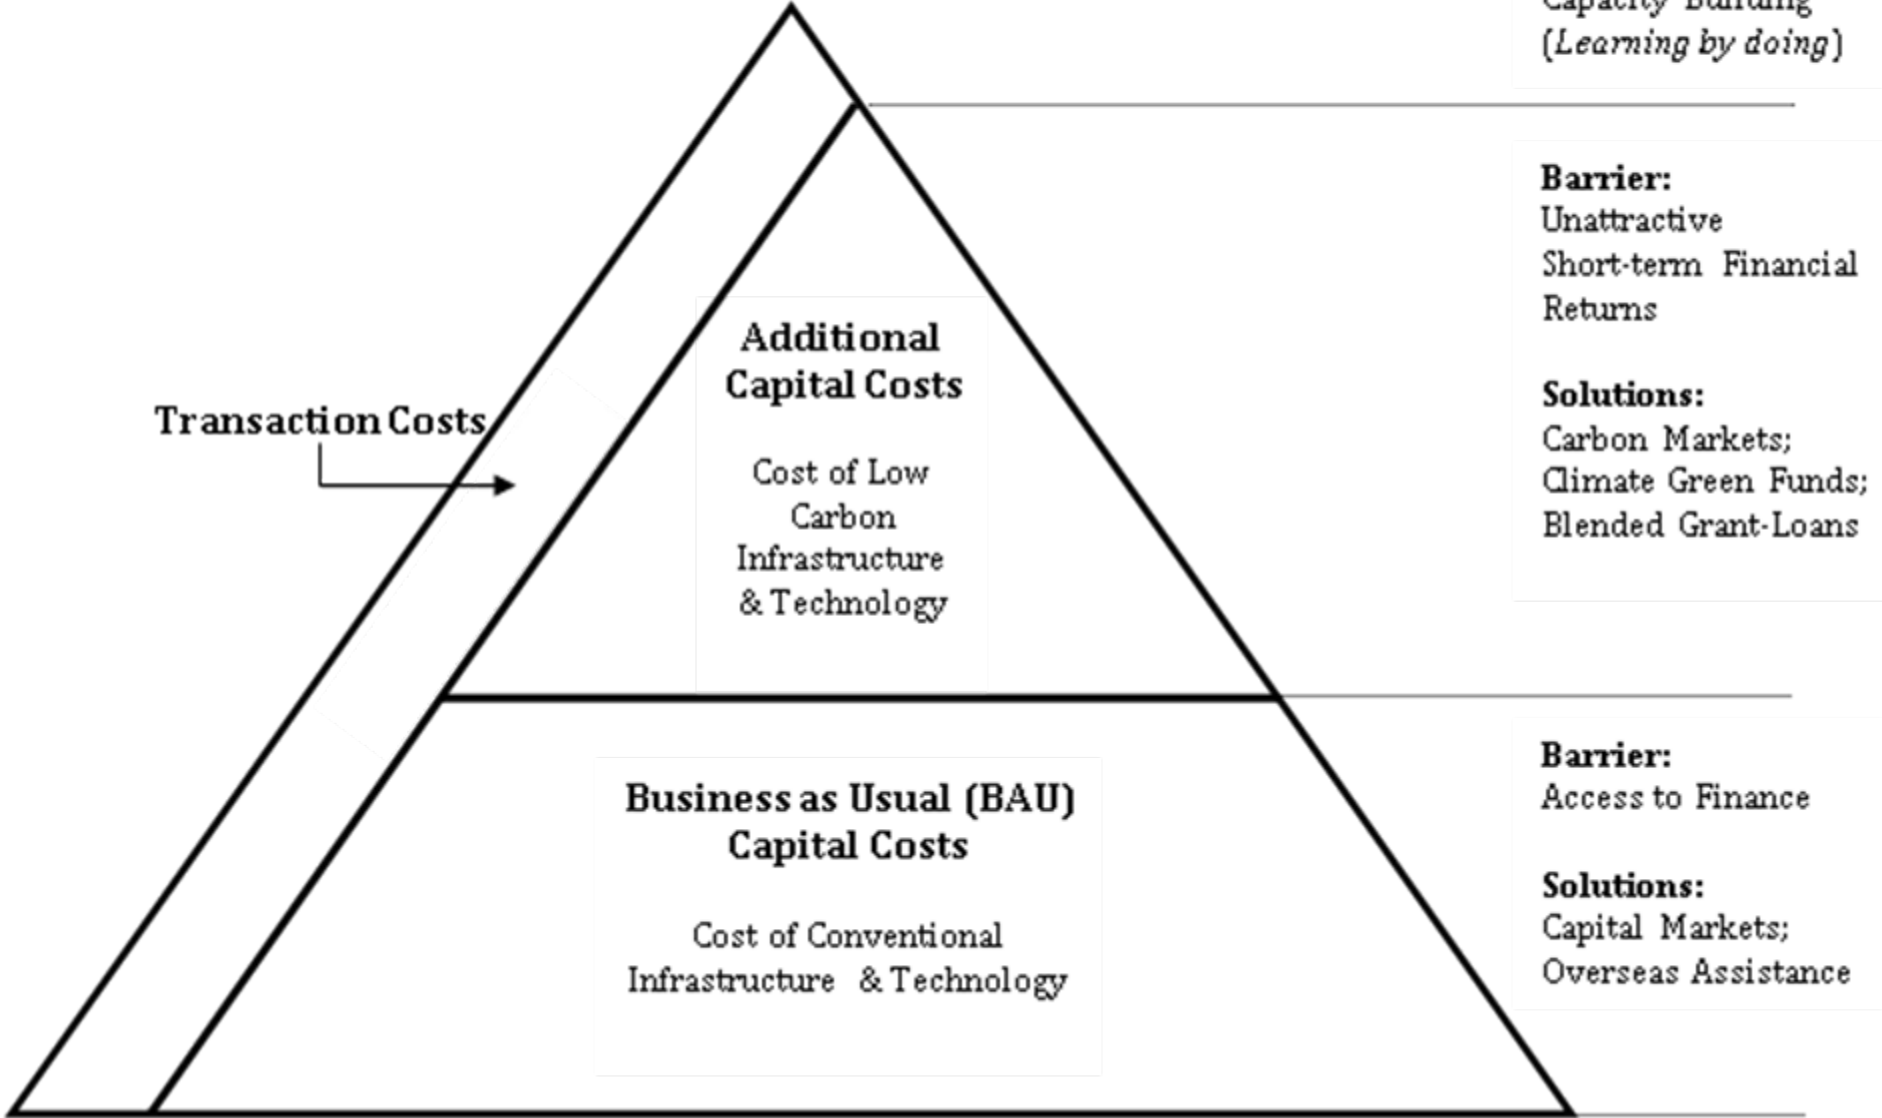 Capacity Building
(Learning by doing)
Barrier:
Unattractive
Short-term Financial
Returns
Solutions:
Carbon Markets;
Climate Green Funds;
Blended Grant-Loans
Additional
Capital Costs
Cost of Low
Carbon
Infrastructure
& Technology
Transaction Costs
Barrier:
Access to Finance
Solutions:
Capital Markets;
Overseas Assistance
Business as Usual (BAU)
Capital Costs
Cost of Conventional
Infrastructure & Technology